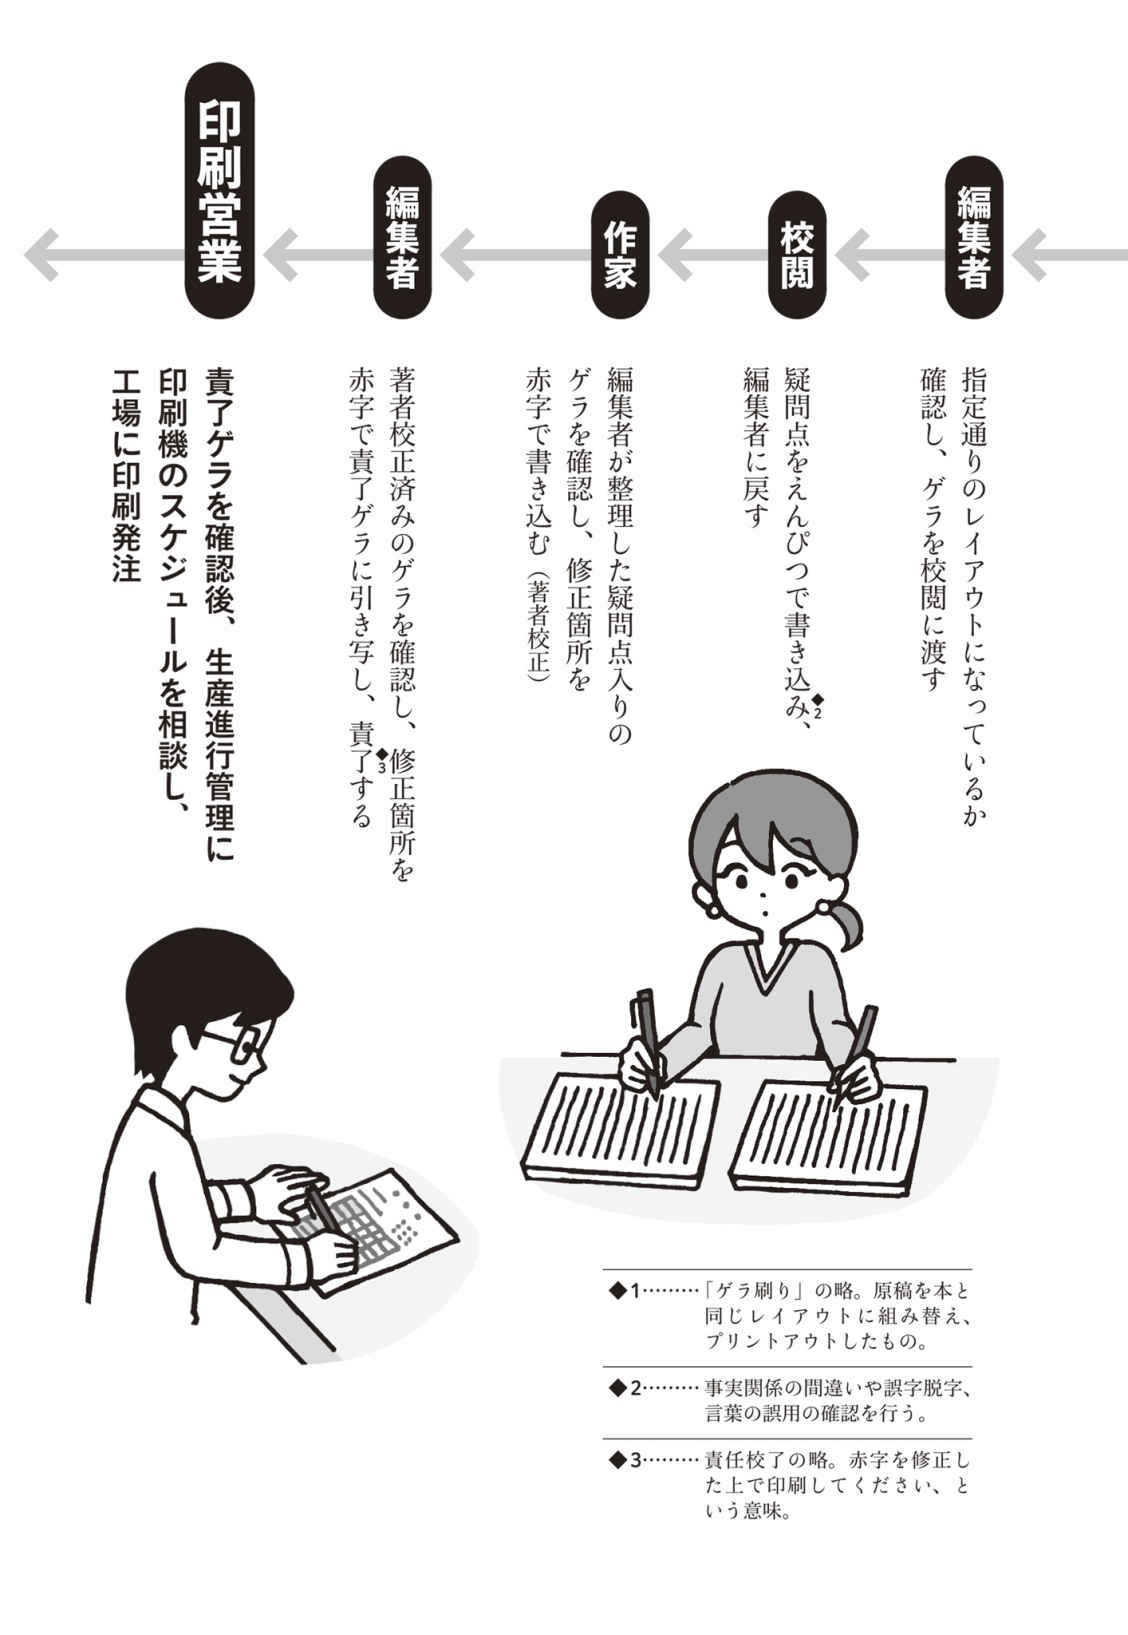 編集者
指定通りのレイアウトになっているか
確認し、ゲラを校閲に渡す
校閲
疑問点をえんぴつで書き込み、
◆2
編集者に戻す
作家
編集者が整理した疑問点入りの
ゲラを確認し、修正箇所を
赤字で書き込む（著者校正）
編集者
著者校正済みのゲラを確認し、修正箇所を
赤字で責了ゲラに引き写し、責了する
◆3
印刷営業
責了ゲラを確認後、生産進行管理に
印刷機のスケジュールを相談し、
工場に印刷発注
◆1………「ゲラ刷り」の略。原稿を本と
同じレイアウトに組み替え、
プリントアウトしたもの。
◆2………事実関係の間違いや誤字脱字、
言葉の誤用の確認を行う。
◆3………責任校了の略。赤字を修正し
た上で印刷してください、と
いう意味。